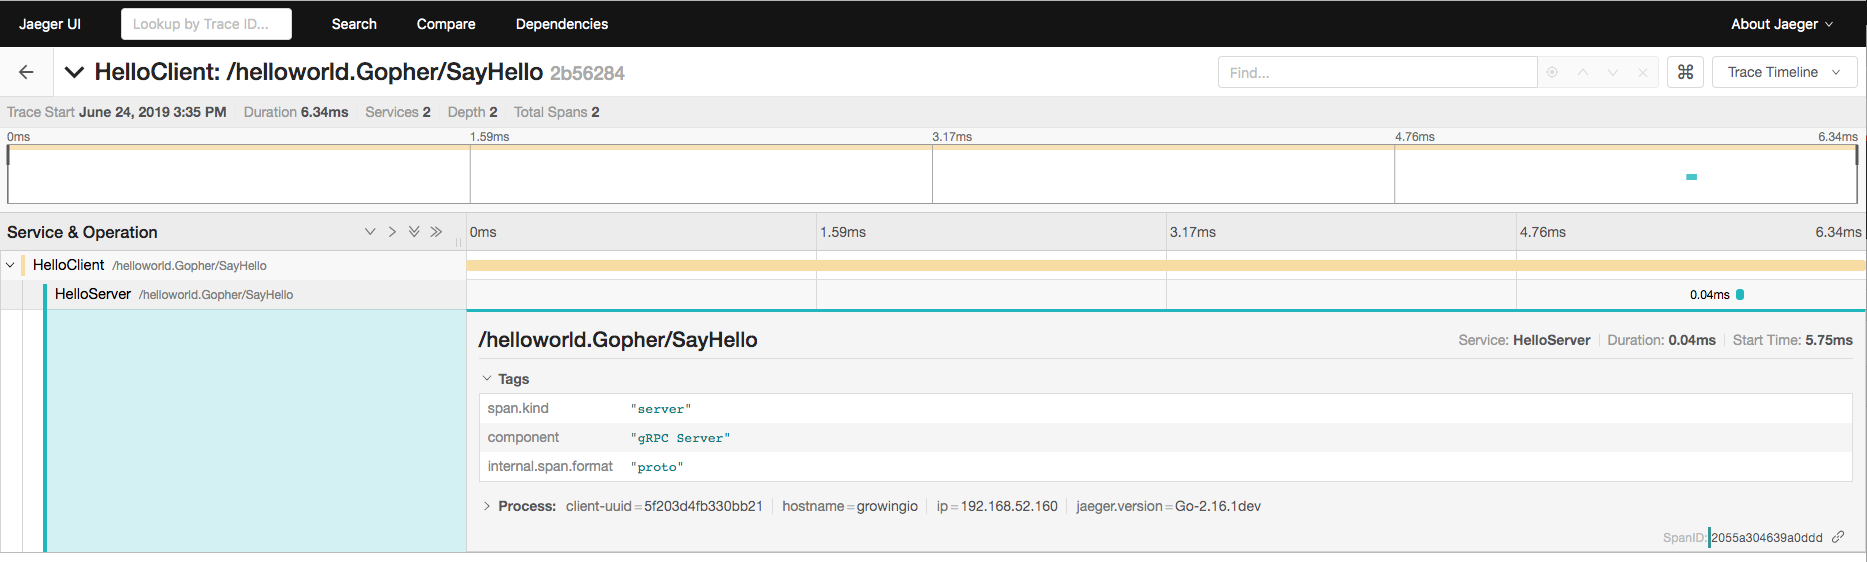 Jaeger UI Lookup by Trace ID... Search Compare Dependencies About Jaeger
HelloClient: /helloworld.Gopher/SayHello 2b56284 Find... ⌘ Trace Timeline
Trace Start June 24, 2019 3:35 PM Duration 6.34ms Services 2 Depth 2 Total Spans 2
0ms 1.59ms 3.17ms 4.76ms 6.34ms
Service & Operation 0ms 1.59ms 3.17ms 4.76ms 6.34ms
HelloClient /helloworld.Gopher/SayHello
HelloServer /helloworld.Gopher/SayHello 0.04ms
/helloworld.Gopher/SayHello Service: HelloServer Duration: 0.04ms Start Time: 5.75ms
Tags
span.kind "server"
component "gRPC Server"
internal.span.format "proto"
Process: client-uuid=5f203d4fb330bb21 hostname=growingio ip=192.168.52.160 jaeger.version=Go-2.16.1dev
SpanID: 2055a304639a0ddd